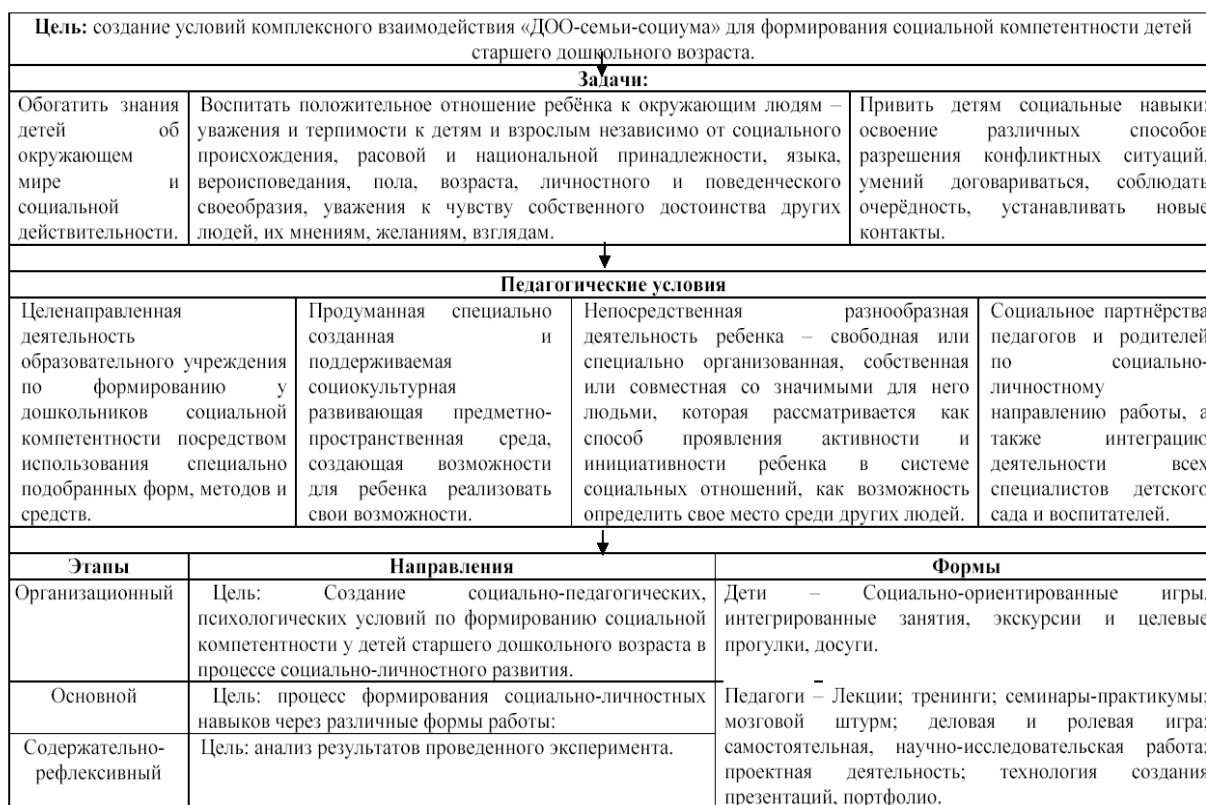 Цель: создание условий комплексного взаимодействия «ДОО-семьи-социума» для формирования социальной компетентности детей
старшего дошкольного возраста.
Задачи:
Обогатить знания
детей об
окружающем
мире и
социальной
действительности.
Воспитать положительное отношение ребёнка к окружающим людям –
уважения и терпимости к детям и взрослым независимо от социального
происхождения, расовой и национальной принадлежности, языка,
вероисповедания, пола, возраста, личностного и поведенческого
своеобразия, уважения к чувству собственного достоинства других
людей, их мнениям, желаниям, взглядам.
Привить детям социальные навыки:
освоение различных способов
разрешения конфликтных ситуаций,
умений договариваться, соблюдать
очерёдность, устанавливать новые
контакты.
Педагогические условия
Целенаправленная
деятельность
образовательного учреждения
по формированию у
дошкольников социальной
компетентности посредством
использования специально
подобранных форм, методов и
средств.
Продуманная специально
созданная и
поддерживаемая
социокультурная
развивающая предметно-
пространственная среда,
создающая возможности
для ребенка реализовать
свои возможности.
Непосредственная разнообразная
деятельность ребенка – свободная или
специально организованная, собственная
или совместная со значимыми для него
людьми, которая рассматривается как
способ проявления активности и
инициативности ребенка в системе
социальных отношений, как возможность
определить свое место среди других людей.
Социальное партнёрства
педагогов и родителей
по социально-
личностному
направлению работы, а
также интеграцию
деятельности всех
специалистов детского
сада и воспитателей.
Этапы
Направления
Формы
Организационный
Цель: Создание социально-педагогических,
психологических условий по формированию социальной
компетентности у детей старшего дошкольного возраста в
процессе социально-личностного развития.
Дети – Социально-ориентированные игры,
интегрированные занятия, экскурсии и целевые
прогулки, досуги.
Основной
Цель: процесс формирования социально-личностных
навыков через различные формы работы:
Содержательно-
рефлексивный
Цель: анализ результатов проведенного эксперимента.
Педагоги – Лекции; тренинги; семинары-практикумы;
мозговой штурм; деловая и ролевая игра;
самостоятельная, научно-исследовательская работа;
проектная деятельность; технология создания
презентаций, портфолио.